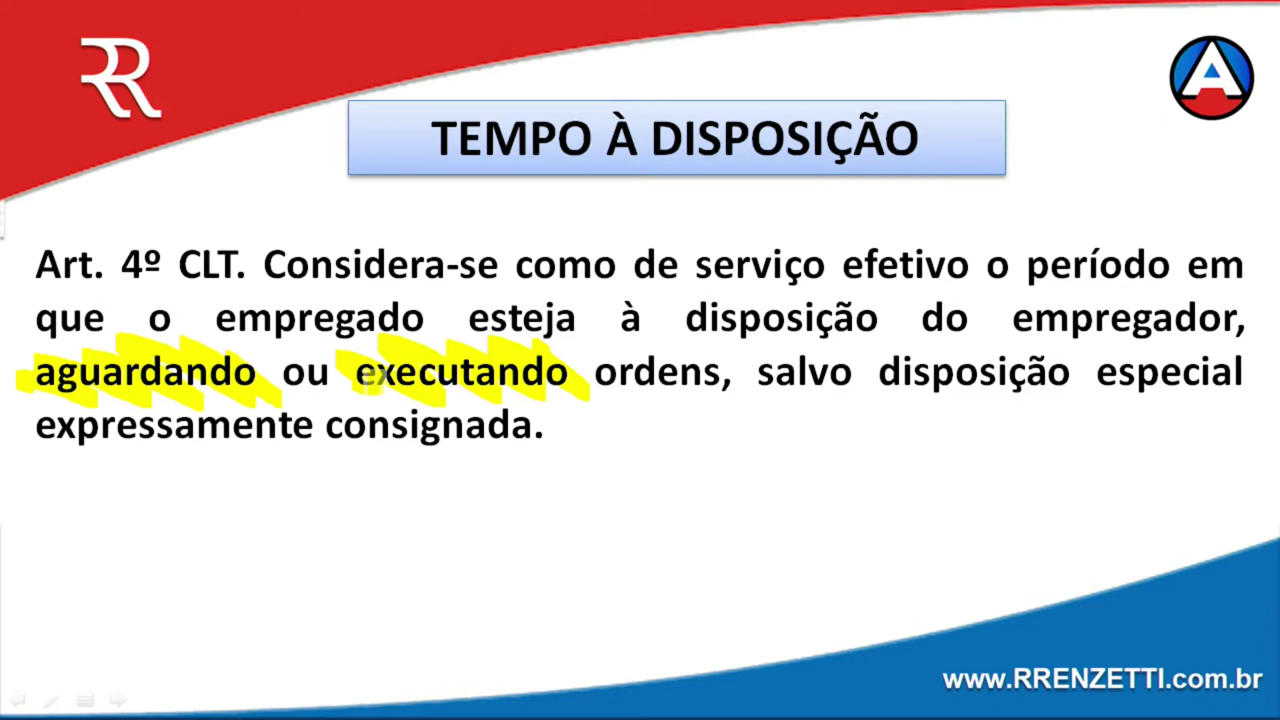 RR
A
TEMPO À DISPOSIÇÃO
Art. 4º CLT. Considera-se como de serviço efetivo o período em
que o empregado esteja à disposição do empregador,
aguardando ou executando ordens, salvo disposição especial
expressamente consignada.
www.RRENZETTI.com.br